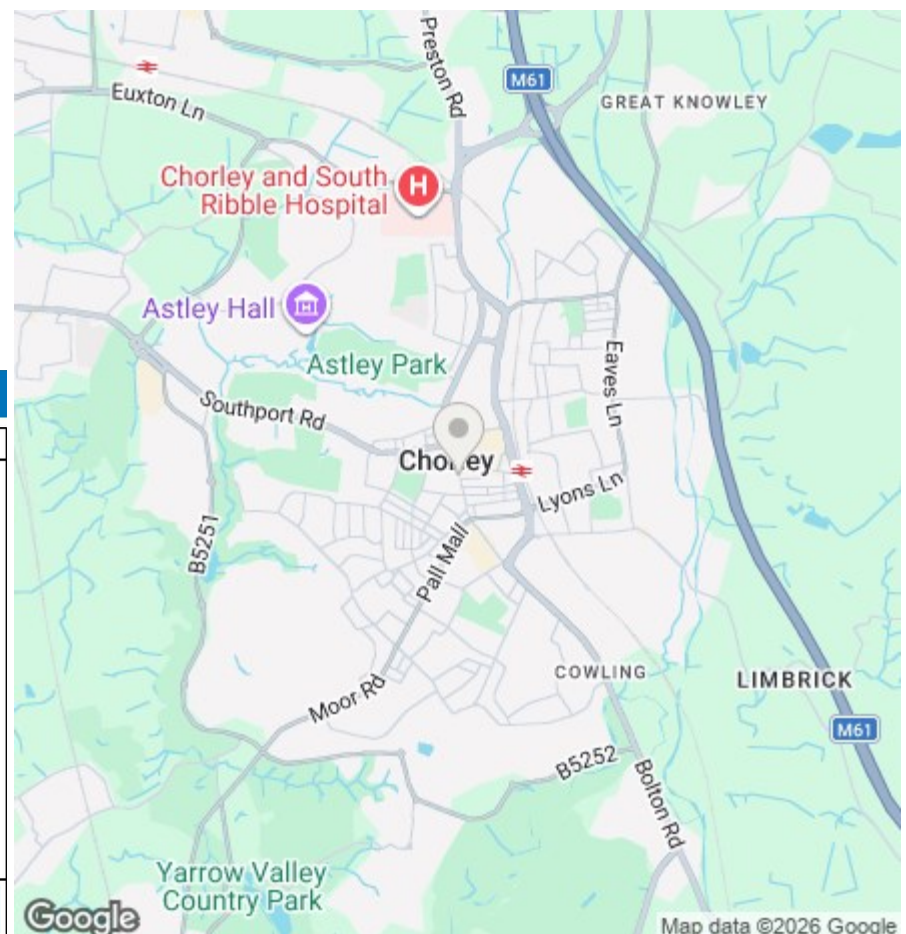 Preston Rd
M61
Euxton Ln
GREAT KNOWLEY
Chorley and South
Ribble Hospital
H
Astley Hall
Astley Park
Eaves Ln
Southport Rd
Chorley
Lyons Ln
B5251
Pall Mall
COWLING
LIMBRICK
Moor Rd
M61
B5252
Bolton Rd
Yarrow Valley
Country Park
Google
Map data ©2026 Google